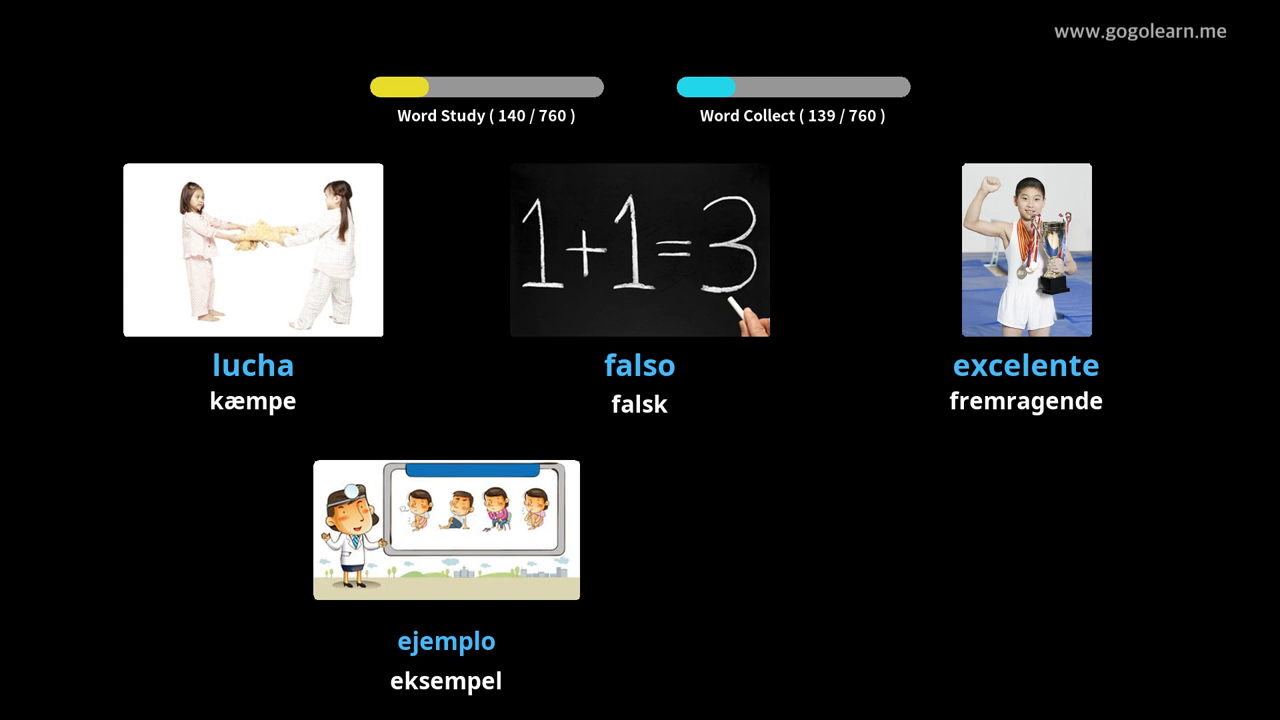 www.gogolearn.me
Word Study ( 140 / 760 )
Word Collect ( 139 / 760 )
1+1=3
lucha
kæmpe
falso
falsk
excelente
fremragende
ejemplo
eksempel